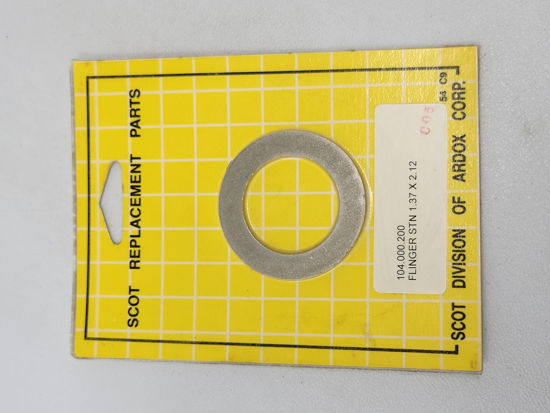 SCOT REPLACEMENT PARTS
104.000.200
FLINGER STN 1.37 X 2.12
SCOT DIVISION OF ARDOX CORP.